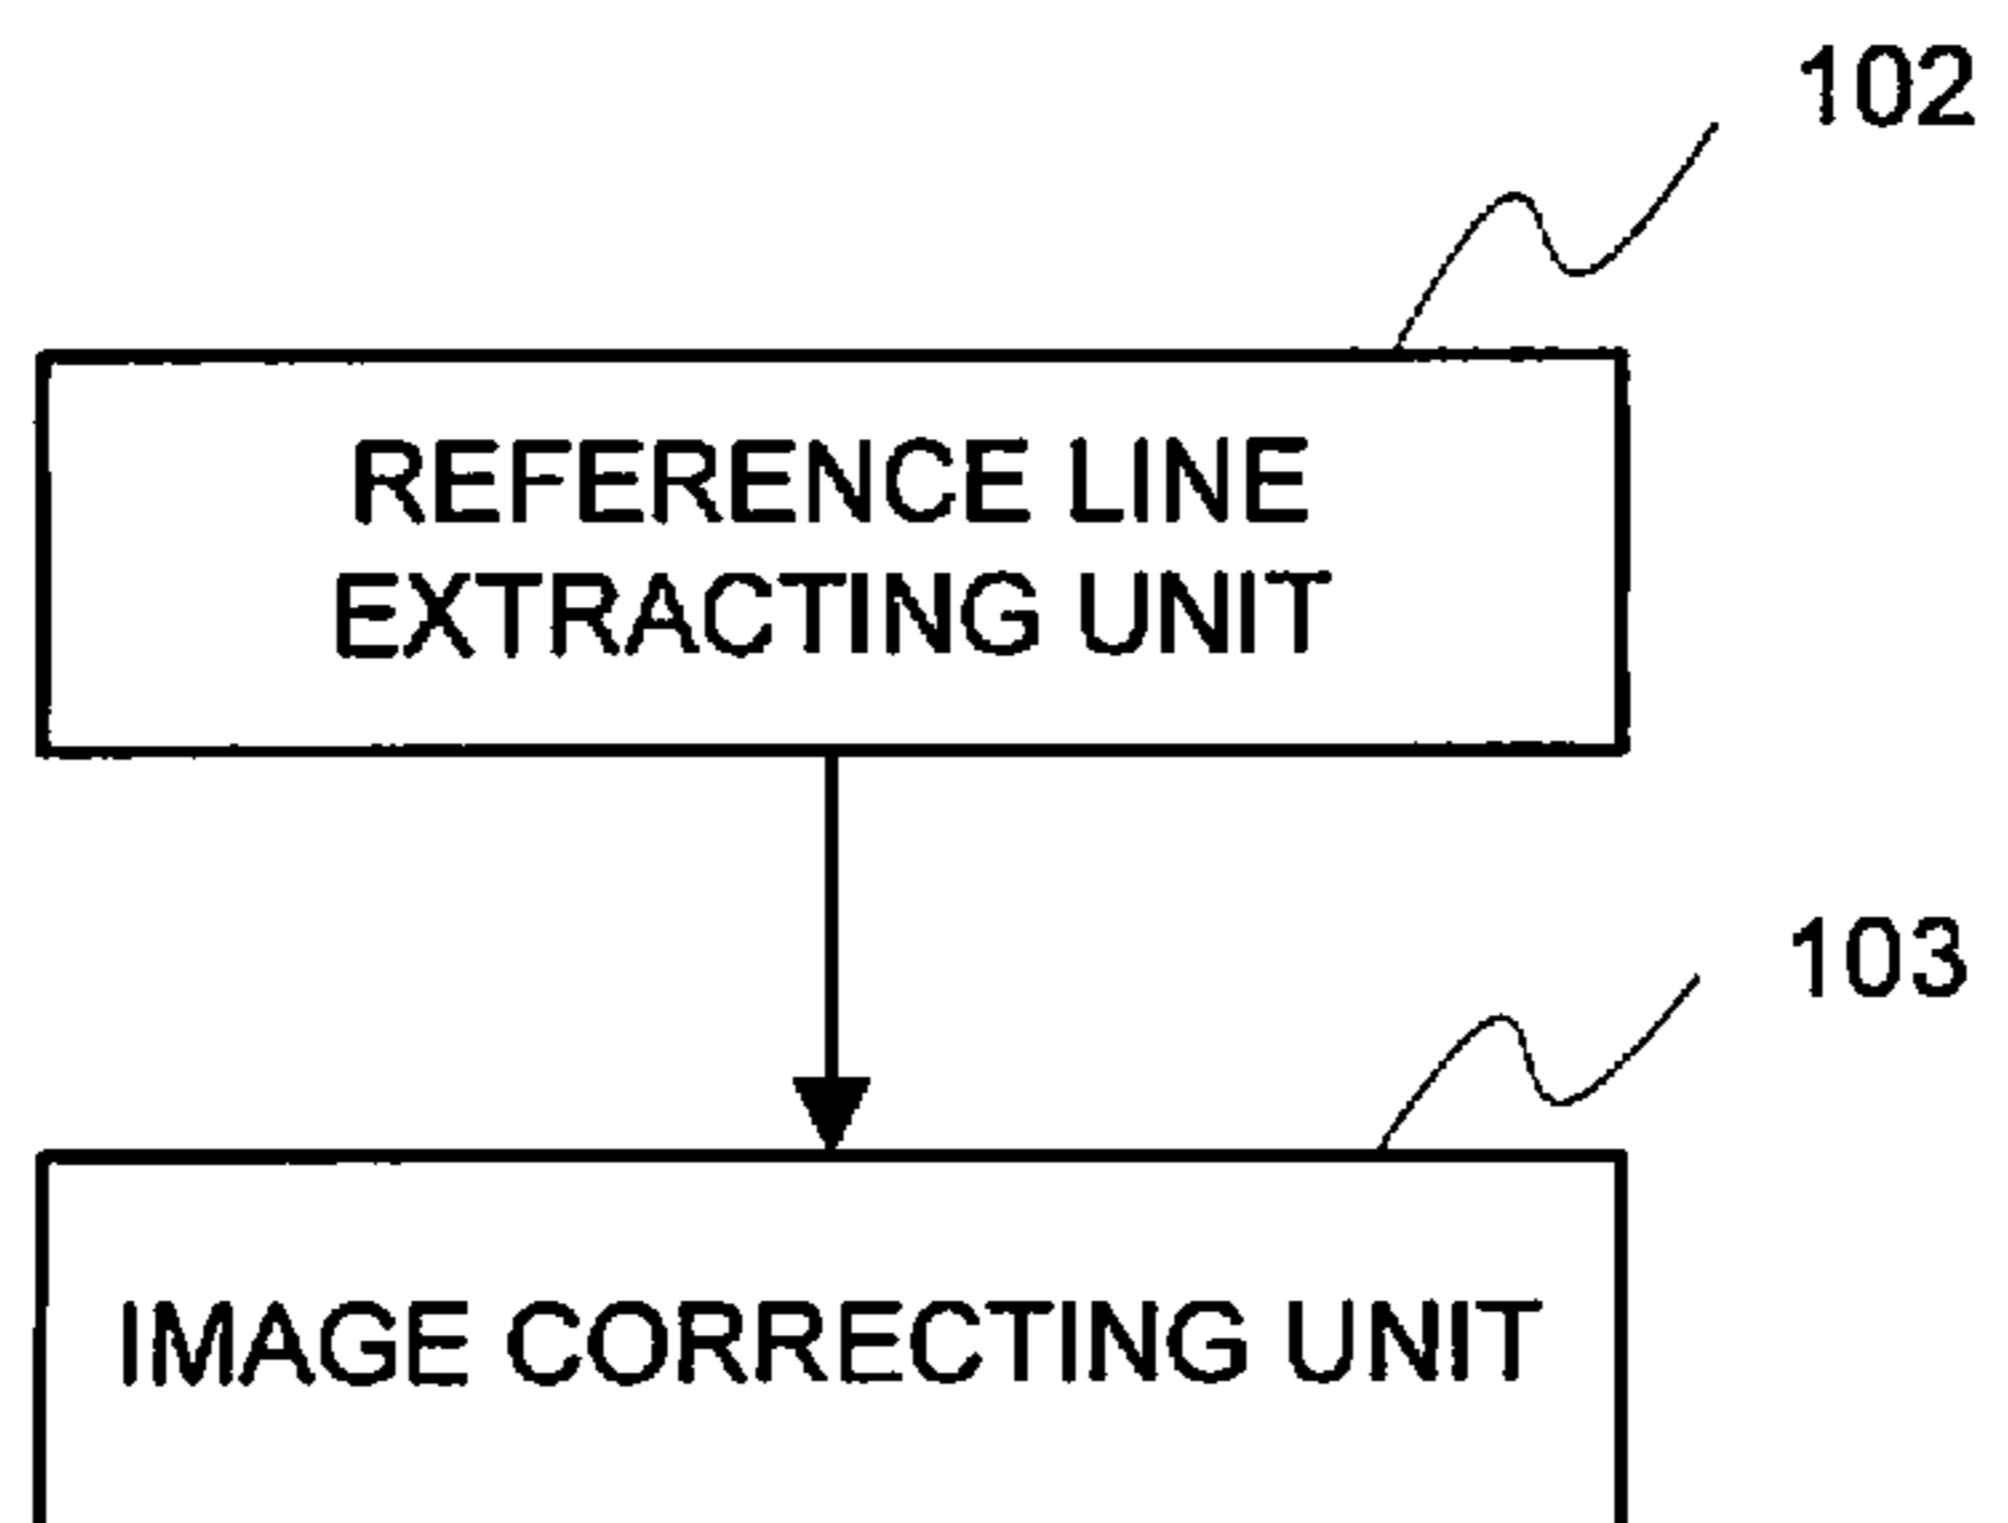 102
REFERENCE LINE
EXTRACTING UNIT
103
IMAGE CORRECTING UNIT